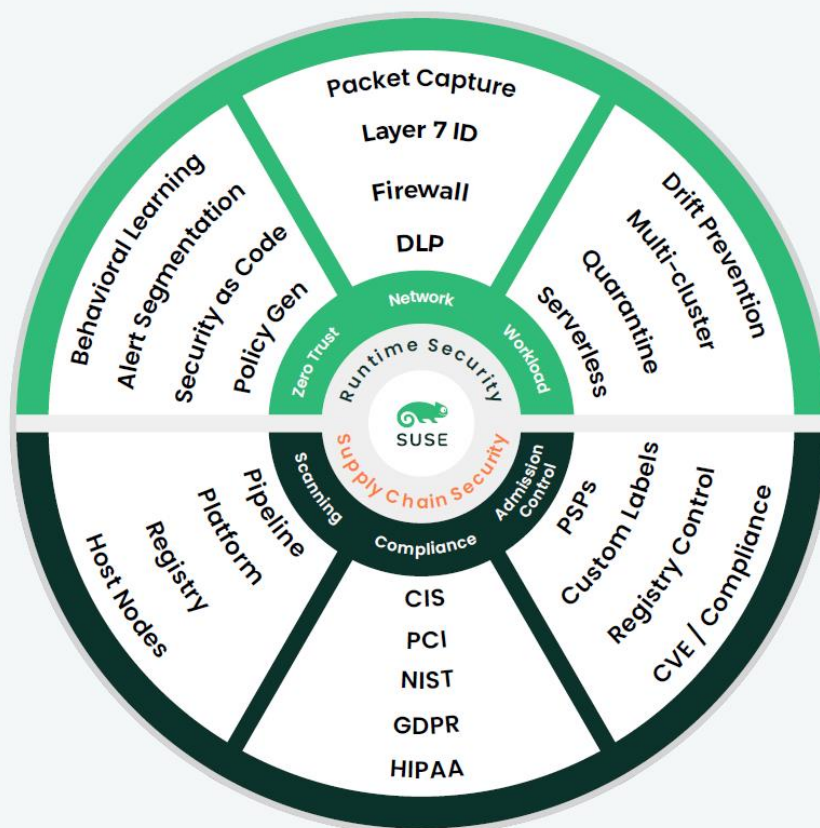 Packet Capture
Layer 7 ID
Firewall
DLP
Network
Behavioral Learning
Alert Segmentation
Security as Code
Policy Gen
Zero Trust
Drift Prevention
Multi-cluster
Quarantine
Serverless
Workload
Runtime Security
SUSE
Supply Chain Security
Scanning
Pipeline
Platform
Registry
Host Nodes
Compliance
CIS
PCI
NIST
GDPR
HIPAA
Admission
Control
PSPs
Custom Labels
Registry Control
CVE / Compliance